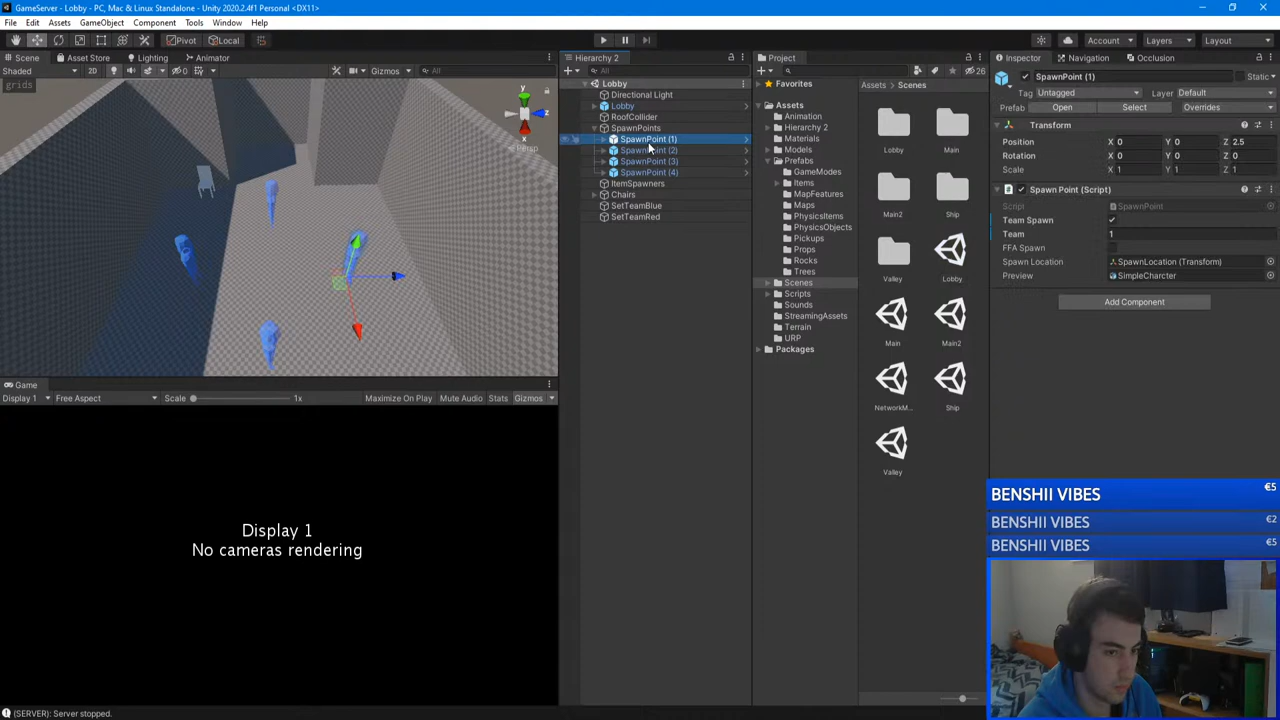 GameServer - Lobby - PC, Mac & Linux Standalone - Unity 2020.2.4f1 Personal <DX11>
File Edit Assets GameObject Component Tools Window Help
Pivot Local
Account Layers Layout
Scene Asset Store Lighting Animator
Hierarchy 2
Project
Inspector Navigation Occlusion
Shaded 2D 0 Gizmos All
All
26
SpawnPoint (1) Static
Tag Untagged Layer Default
Prefab Open Select Overrides
grids
y
z
Persp
Lobby
Directional Light
Lobby
RoofCollider
SpawnPoints
SpawnPoint (1)
SpawnPoint (2)
SpawnPoint (3)
SpawnPoint (4)
ItemSpawners
Chairs
SetTeamBlue
SetTeamRed
Favorites
Assets
Animation
Hierarchy 2
Materials
Models
Prefabs
GameModes
Items
MapFeatures
Maps
PhysicsItems
PhysicsObjects
Pickups
Props
Rocks
Trees
Scenes
Scripts
Sounds
StreamingAssets
Terrain
URP
Packages
Assets > Scenes
Lobby Main
Main2 Ship
Valley Lobby
Main Main2
NetworkM... Ship
Valley
Transform
Position X 0 Y 0 Z 2.5
Rotation X 0 Y 0 Z 0
Scale X 1 Y 1 Z 1
Spawn Point (Script)
Script SpawnPoint
Team Spawn
Team 1
FFA Spawn
Spawn Location SpawnLocation (Transform)
Preview SimpleCharcter
Add Component
Game
Display 1 Free Aspect Scale 1x Maximize On Play Mute Audio Stats Gizmos
Display 1
No cameras rendering
BENSHII VIBES €5
BENSHII VIBES €2
BENSHII VIBES €5
(SERVER): Server stopped.